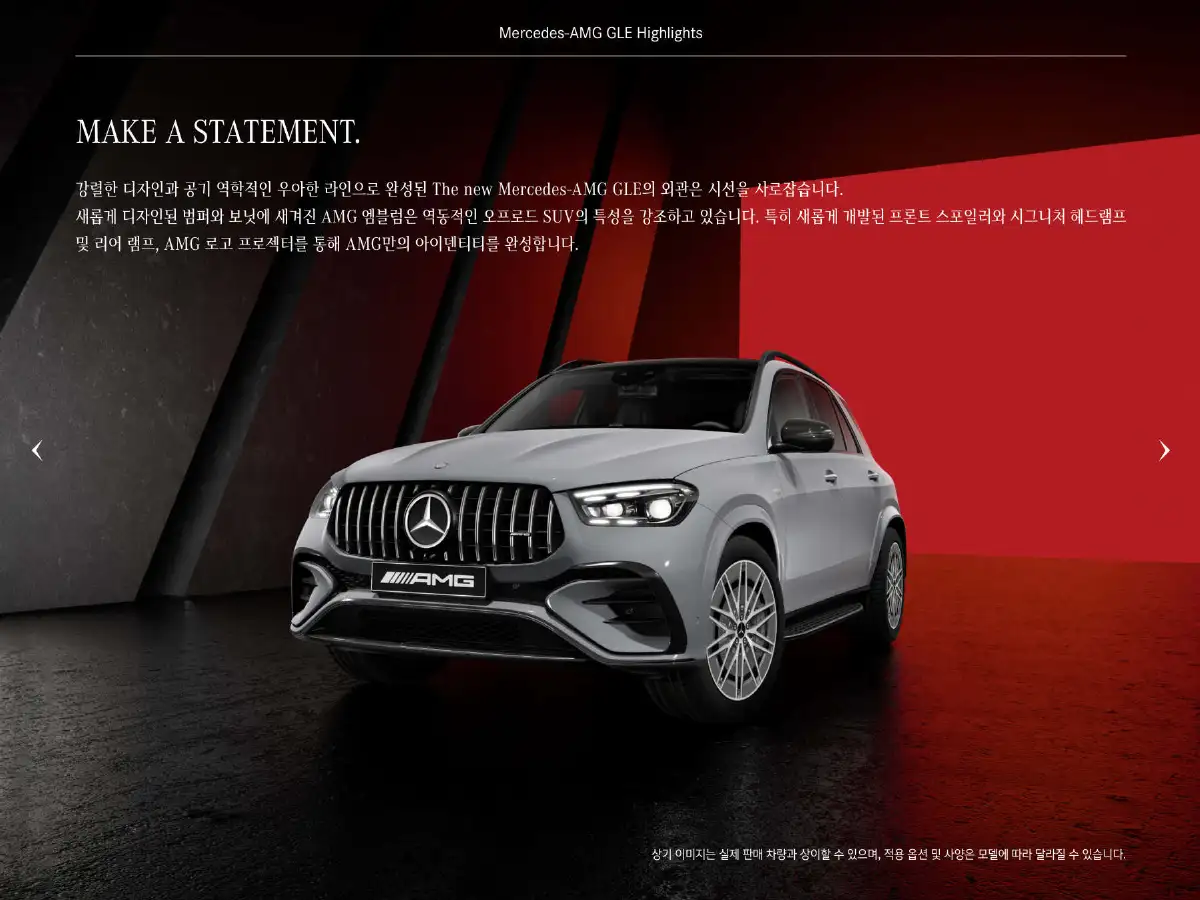 Mercedes-AMG GLE Highlights
MAKE A STATEMENT.
강렬한 디자인과 공기 역학적인 우아한 라인으로 완성된 The new Mercedes-AMG GLE의 외관은 시선을 사로잡습니다.
새롭게 디자인된 범퍼와 보닛에 새겨진 AMG 엠블럼은 역동적인 오프로드 SUV의 특성을 강조하고 있습니다. 특히 새롭게 개발된 프론트 스포일러와 시그니처 헤드램프
및 리어 램프, AMG 로고 프로젝터를 통해 AMG만의 아이덴티티를 완성합니다.
AMG
상기 이미지는 실제 판매 차량과 상이할 수 있으며, 적용 옵션 및 사양은 모델에 따라 달라질 수 있습니다.